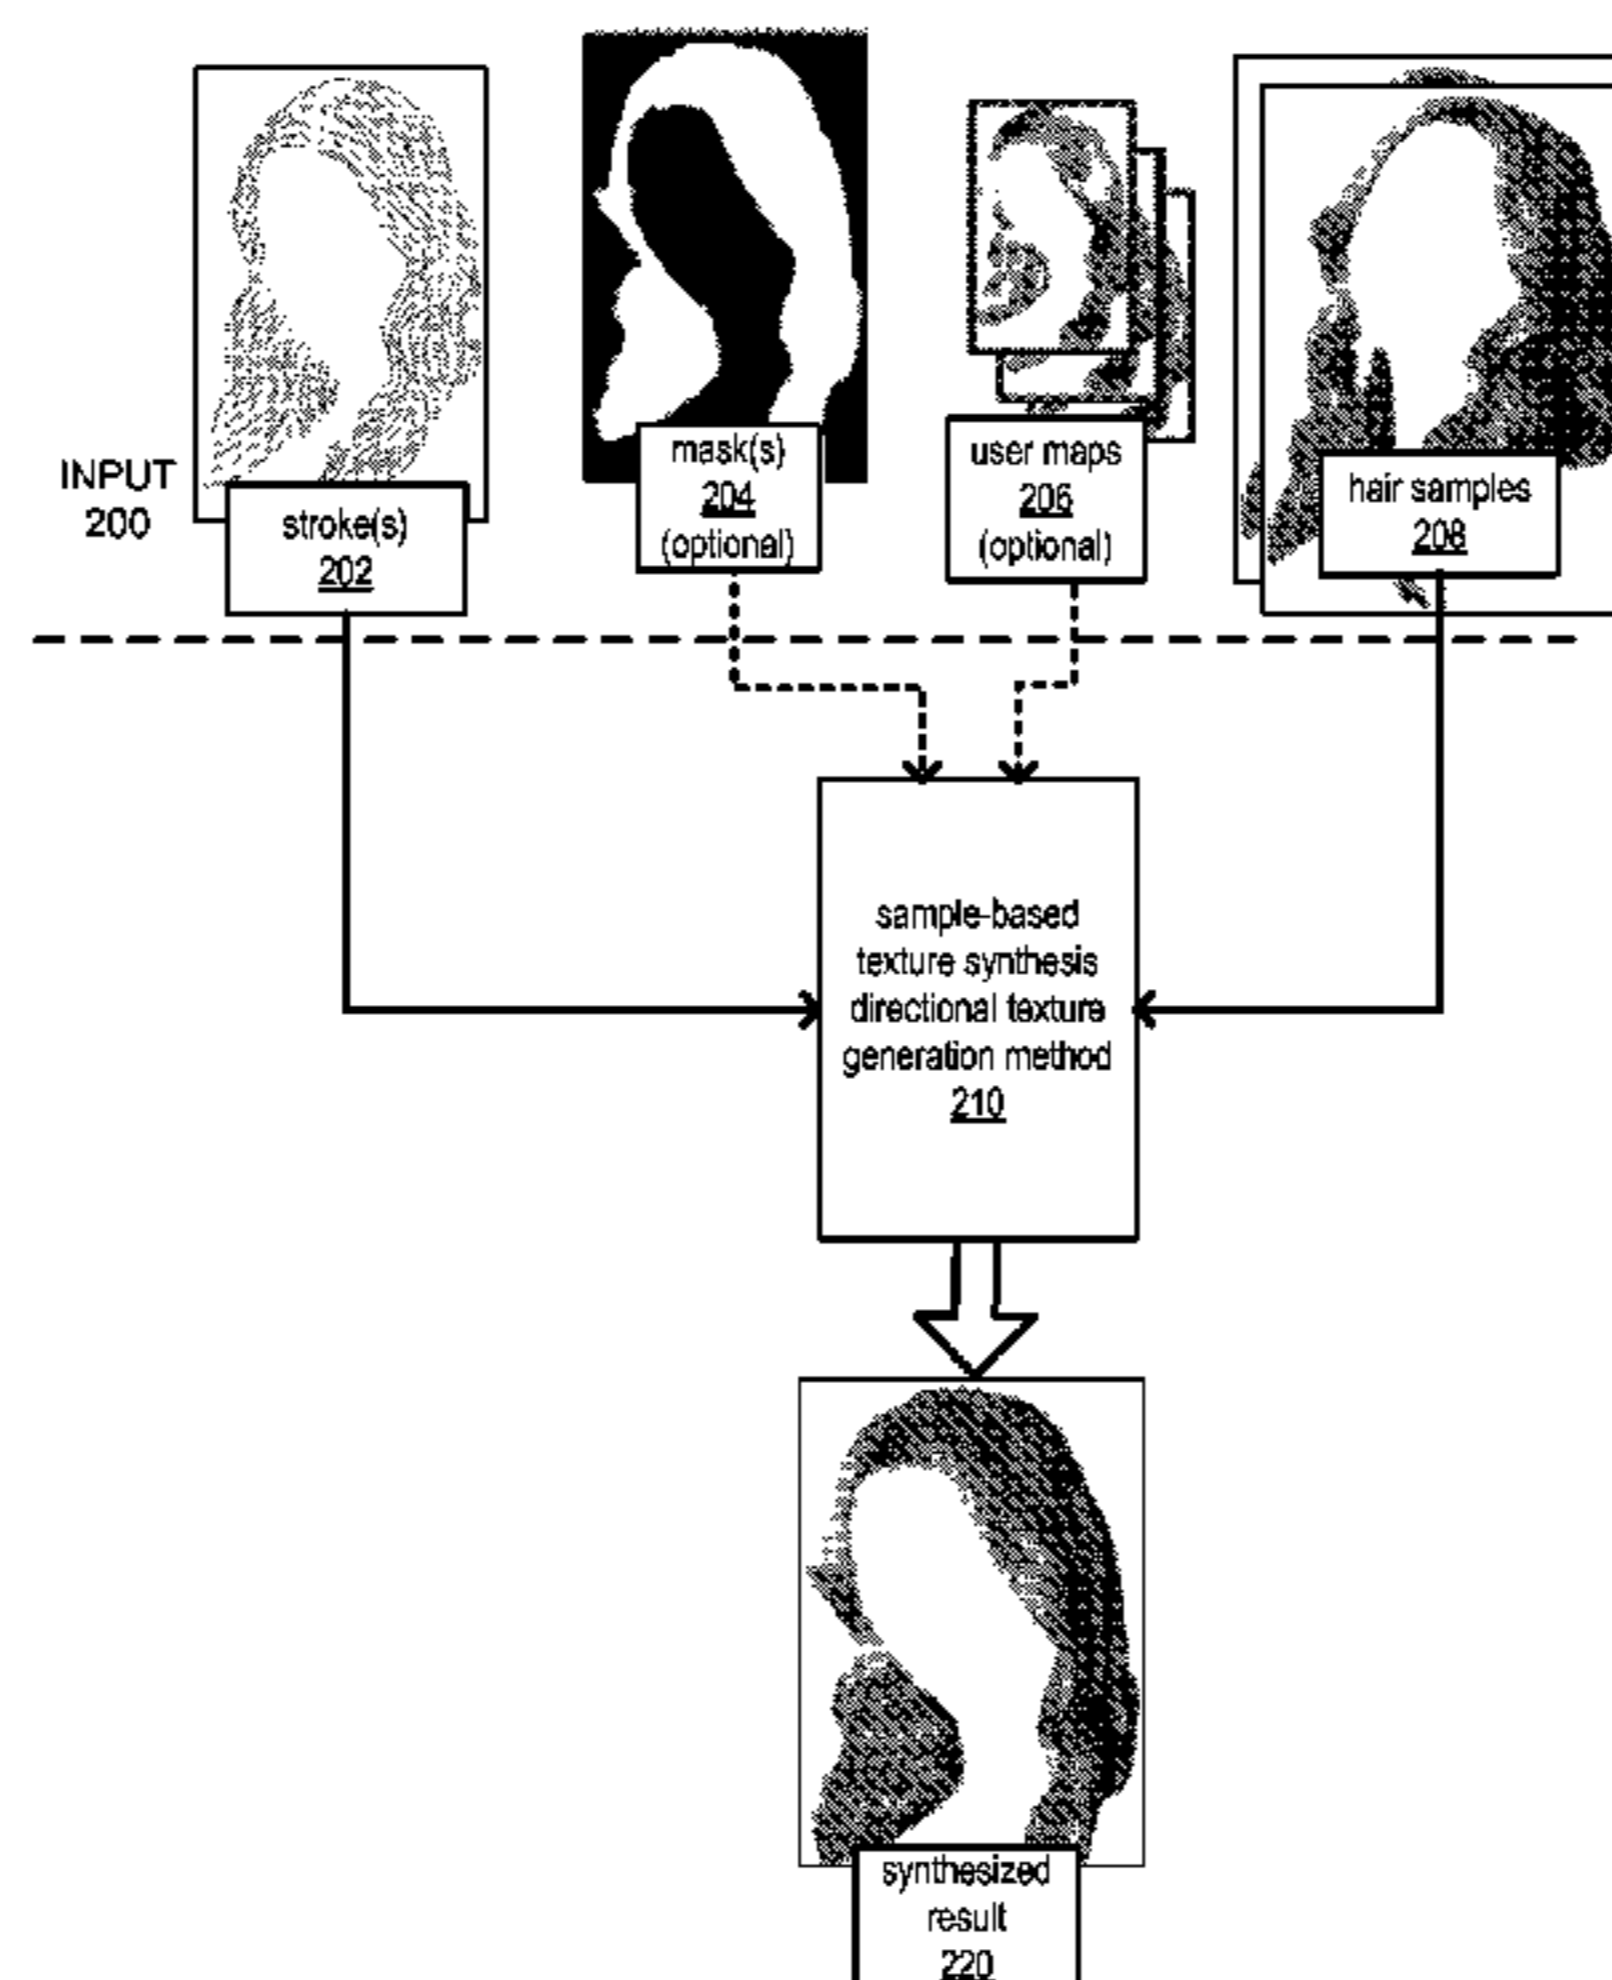 INPUT
200
stroke(s)
202
mask(s)
204
(optional)
user maps
206
(optional)
hair samples
208
sample-based
texture synthesis
directional texture
generation method
210
synthesized
result
220